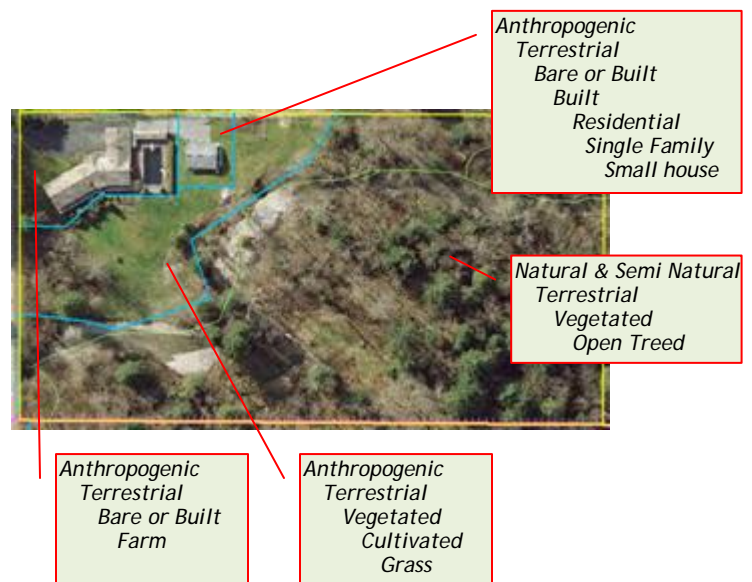 Anthropogenic
Terrestrial
Bare or Built
Built
Residential
Single Family
Small house
Natural & Semi Natural
Terrestrial
Vegetated
Open Treed
Anthropogenic
Terrestrial
Bare or Built
Farm
Anthropogenic
Terrestrial
Vegetated
Cultivated
Grass